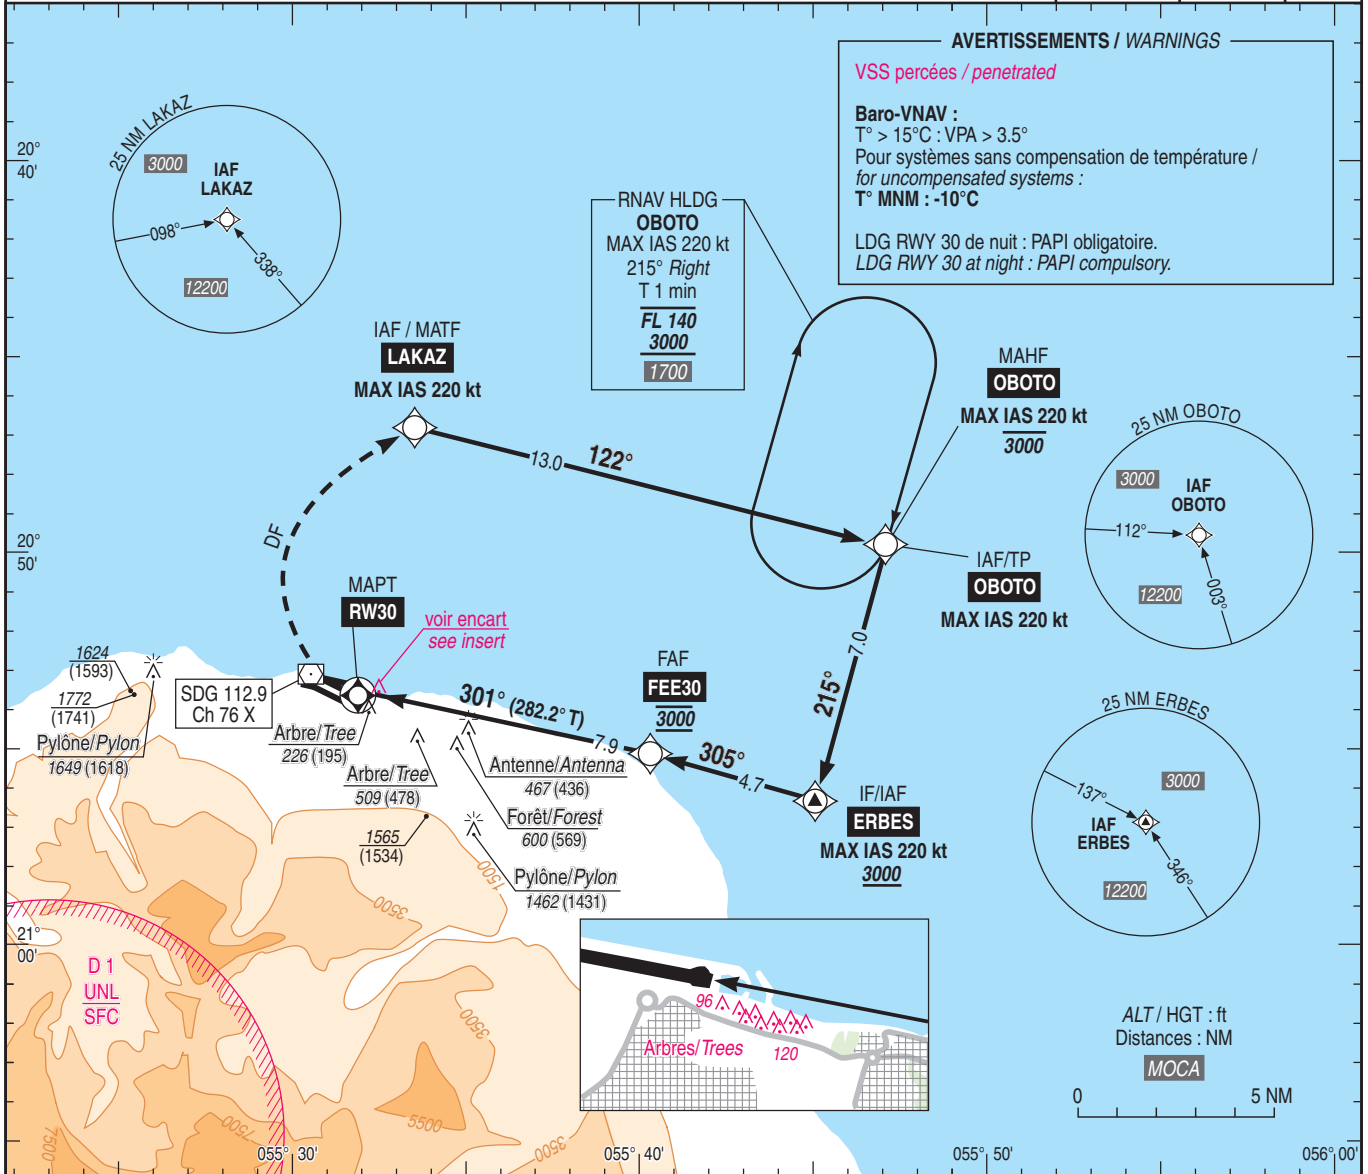 AVERTISSEMENTS / WARNINGS
VSS percées / penetrated
Baro-VNAV :
T° > 15°C : VPA > 3.5°
Pour systèmes sans compensation de température /
for uncompensated systems :
T° MNM : -10°C
LDG RWY 30 de nuit : PAPI obligatoire.
LDG RWY 30 at night : PAPI compulsory.
25 NM LAKAZ
3000
IAF
LAKAZ
098°
338°
12200
20°
40'
RNAV HLDG
OBOTO
MAX IAS 220 kt
215° Right
T 1 min
FL 140
3000
1700
IAF / MATF
LAKAZ
MAX IAS 220 kt
MAHF
OBOTO
MAX IAS 220 kt
3000
13.0
122°
25 NM OBOTO
3000
IAF
OBOTO
112°
003°
12200
20°
50'
DF
IAF/TP
OBOTO
MAX IAS 220 kt
MAPT
RW30
voir encart
see insert
7.0
215°
1624
(1593)
1772
(1741)
SDG 112.9
Ch 76 X
FAF
FEE30
3000
301° (282.2° T)
7.9
305°
4.7
Pylône/Pylon
1649 (1618)
Arbre/Tree
226 (195)
Arbre/Tree
509 (478)
Antenne/Antenna
467 (436)
Forêt/Forest
600 (569)
1565
(1534)
Pylône/Pylon
1462 (1431)
IF/IAF
ERBES
MAX IAS 220 kt
3000
25 NM ERBES
3000
137°
IAF
ERBES
346°
12200
1500
3500
21°
00'
D 1
UNL
SFC
3500
96
Arbres/Trees
120
ALT / HGT : ft
Distances : NM
MOCA
0
5 NM
7500
7500
5500
3500
055° 30'
055° 40'
055° 50'
056° 00'